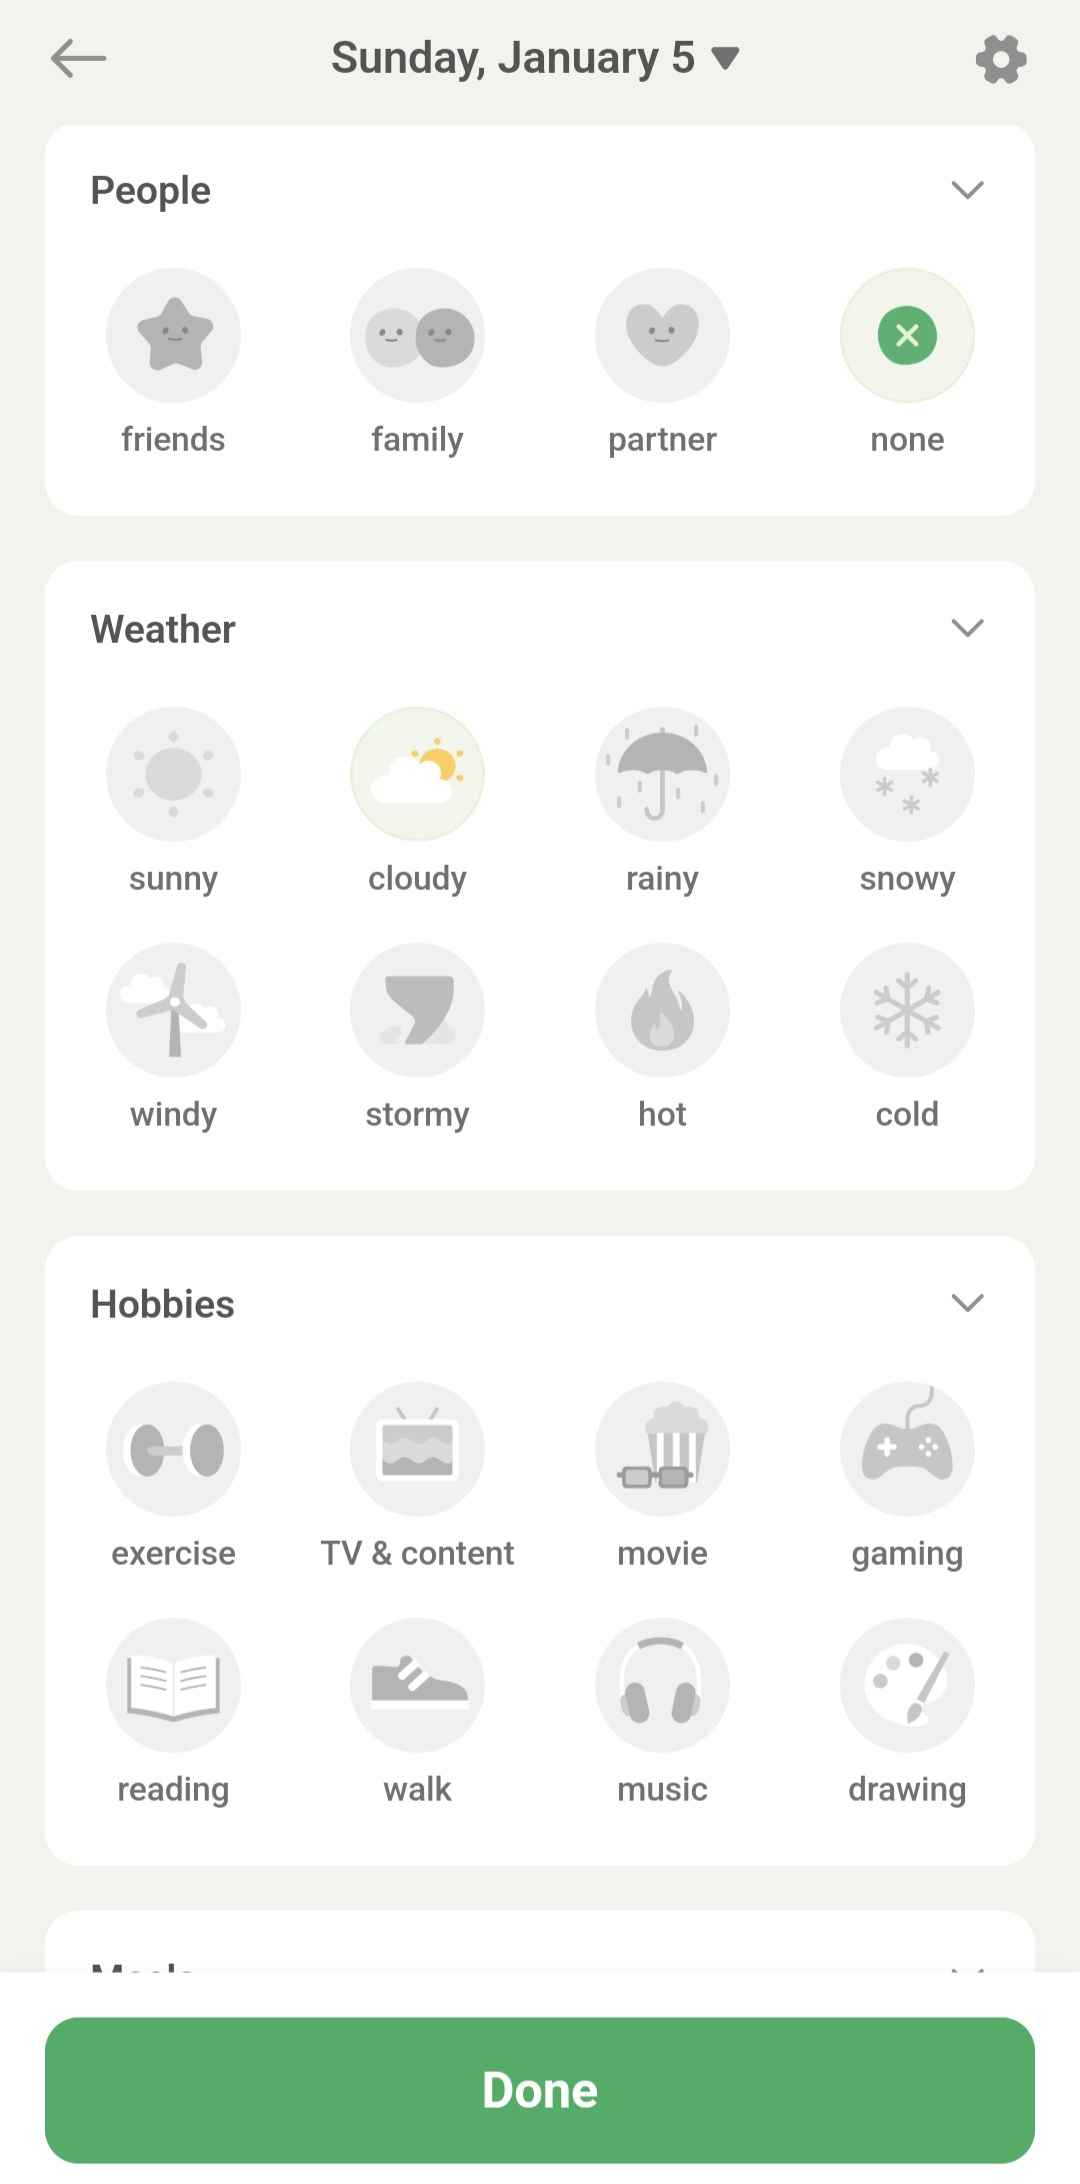 Sunday, January 5
People
friends family partner none
Weather
sunny cloudy rainy snowy
windy stormy hot cold
Hobbies
exercise TV & content movie gaming
reading walk music drawing
Done